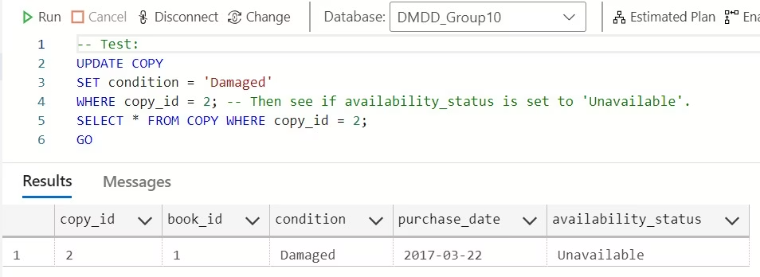 Run Cancel Disconnect Change Database: DMDD_Group10 Estimated Plan
1 -- Test:
2 UPDATE COPY
3 SET condition = 'Damaged'
4 WHERE copy_id = 2; -- Then see if availability_status is set to 'Unavailable'.
5 SELECT * FROM COPY WHERE copy_id = 2;
6 GO
Results Messages
copy_id book_id condition purchase_date availability_status
1 2 1 Damaged 2017-03-22 Unavailable